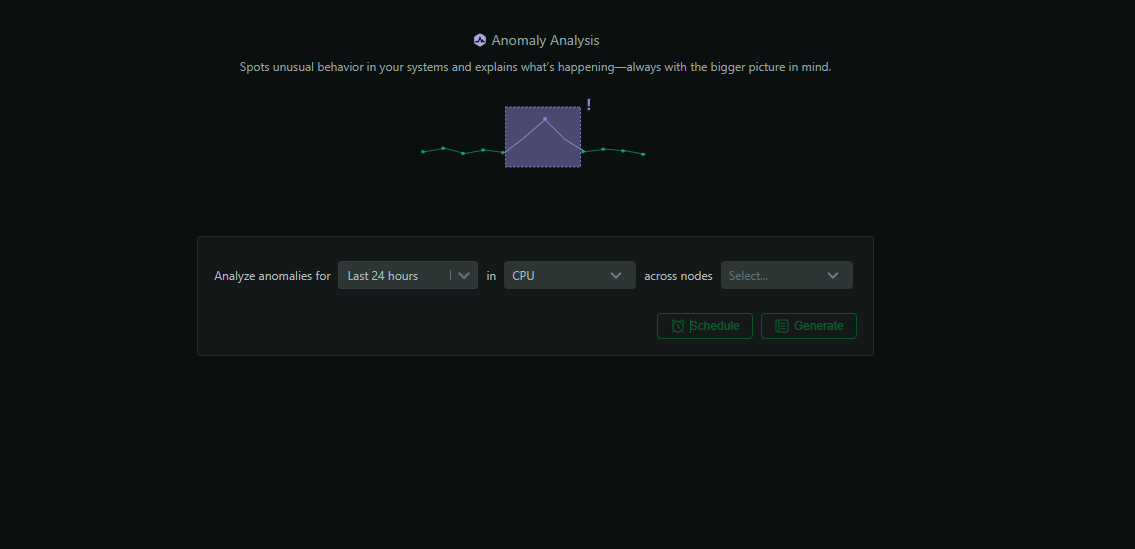 Anomaly Analysis
Spots unusual behavior in your systems and explains what's happening—always with the bigger picture in mind.
!
Analyze anomalies for Last 24 hours in CPU across nodes Select...
Schedule Generate